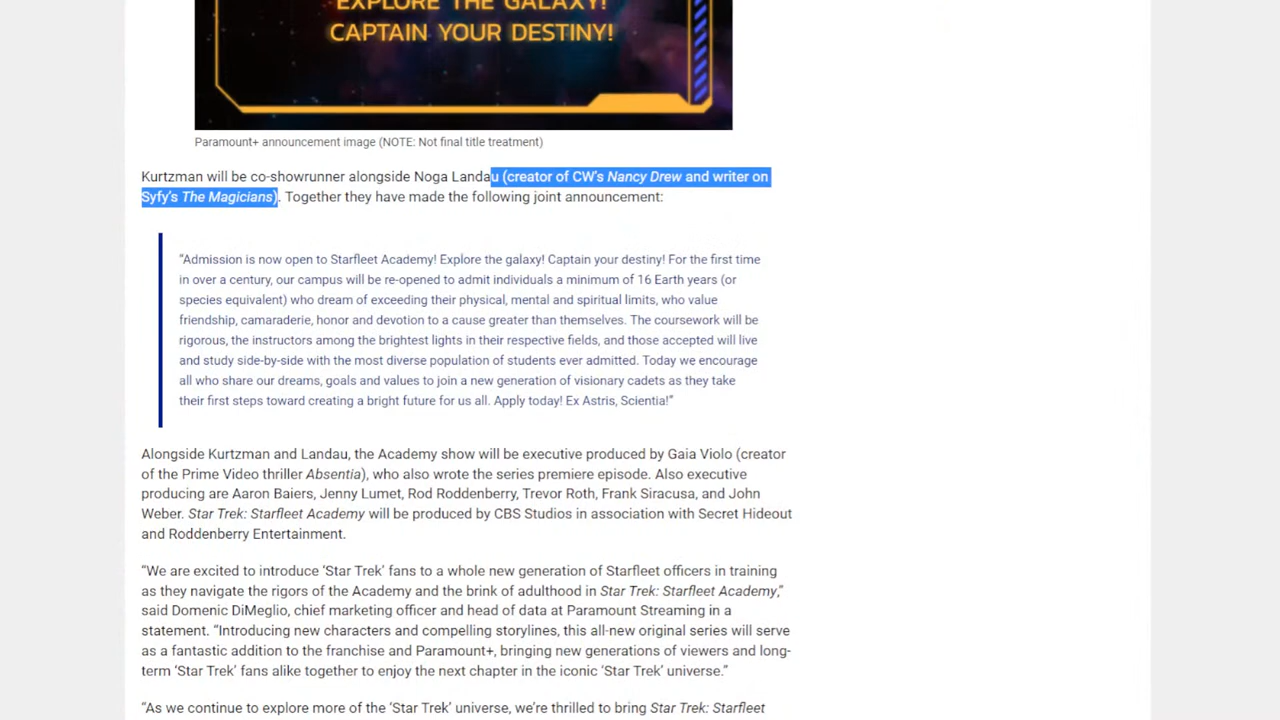 EXPLORE THE GALAXY!
CAPTAIN YOUR DESTINY!
Paramount+ announcement image (NOTE: Not final title treatment)
Kurtzman will be co-showrunner alongside Noga Landau (creator of CW's Nancy Drew and writer on
Syfy's The Magicians). Together they have made the following joint announcement:
“Admission is now open to Starfleet Academy! Explore the galaxy! Captain your destiny! For the first time
in over a century, our campus will be re-opened to admit individuals a minimum of 16 Earth years (or
species equivalent) who dream of exceeding their physical, mental and spiritual limits, who value
friendship, camaraderie, honor and devotion to a cause greater than themselves. The coursework will be
rigorous, the instructors among the brightest lights in their respective fields, and those accepted will live
and study side-by-side with the most diverse population of students ever admitted. Today we encourage
all who share our dreams, goals and values to join a new generation of visionary cadets as they take
their first steps toward creating a bright future for us all. Apply today! Ex Astris, Scientia!”
Alongside Kurtzman and Landau, the Academy show will be executive produced by Gaia Violo (creator
of the Prime Video thriller Absentia), who also wrote the series premiere episode. Also executive
producing are Aaron Baiers, Jenny Lumet, Rod Roddenberry, Trevor Roth, Frank Siracusa, and John
Weber. Star Trek: Starfleet Academy will be produced by CBS Studios in association with Secret Hideout
and Roddenberry Entertainment.
“We are excited to introduce ‘Star Trek’ fans to a whole new generation of Starfleet officers in training
as they navigate the rigors of the Academy and the brink of adulthood in Star Trek: Starfleet Academy,”
said Domenic DiMeglio, chief marketing officer and head of data at Paramount Streaming in a
statement. “Introducing new characters and compelling storylines, this all-new original series will serve
as a fantastic addition to the franchise and Paramount+, bringing new generations of viewers and long-
term ‘Star Trek’ fans alike together to enjoy the next chapter in the iconic ‘Star Trek’ universe.”
“As we continue to explore more of the ‘Star Trek’ universe, we’re thrilled to bring Star Trek: Starfleet